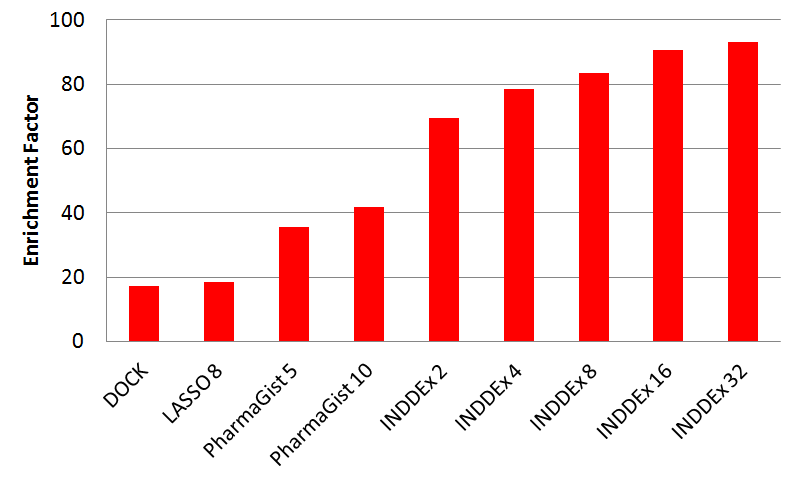 100
80
60
40
20
0
Enrichment Factor
DOCK
LASSO 8
PharmaGist 5
PharmaGist 10
INDDEx 2
INDDEx 4
INDDEx 8
INDDEx 16
INDDEx 32